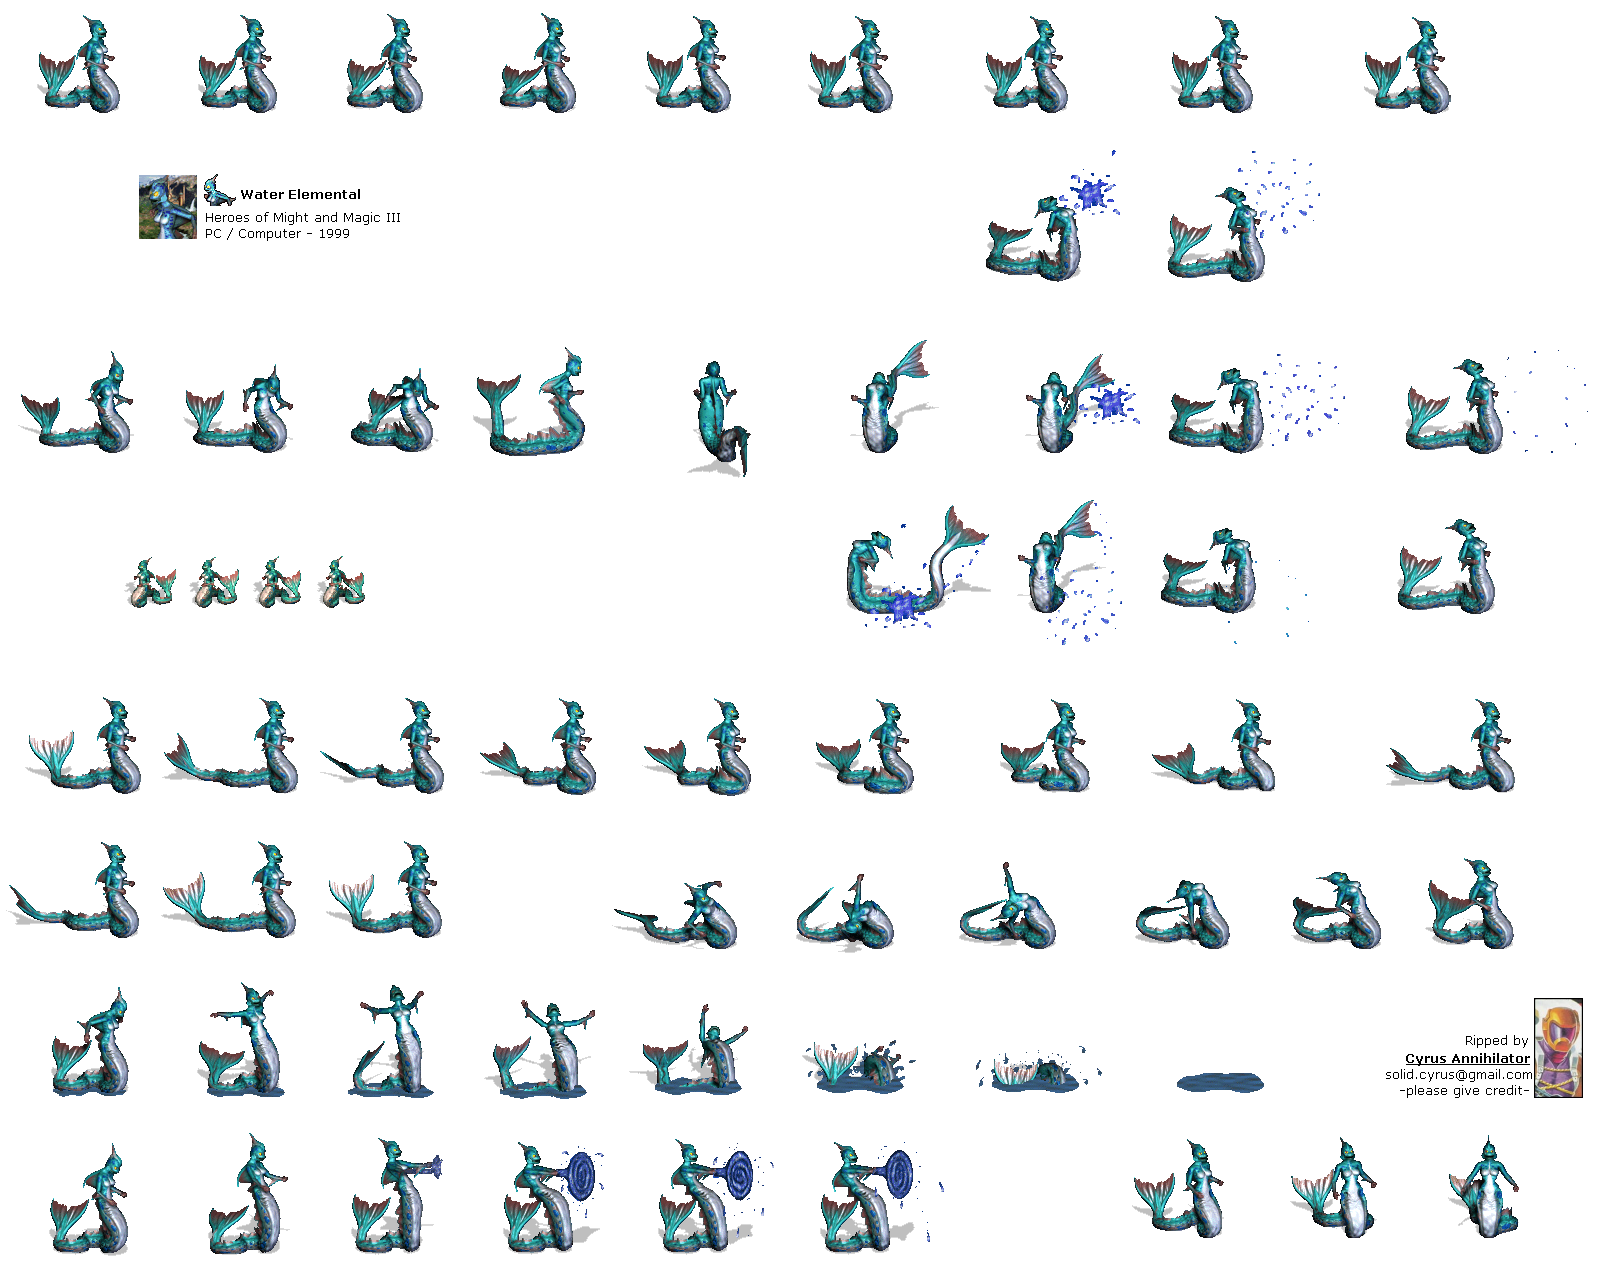 Water Elemental
Heroes of Might and Magic III
PC / Computer - 1999
Ripped by
Cyrus Annihilator
solid.cyrus@gmail.com
-please give credit-